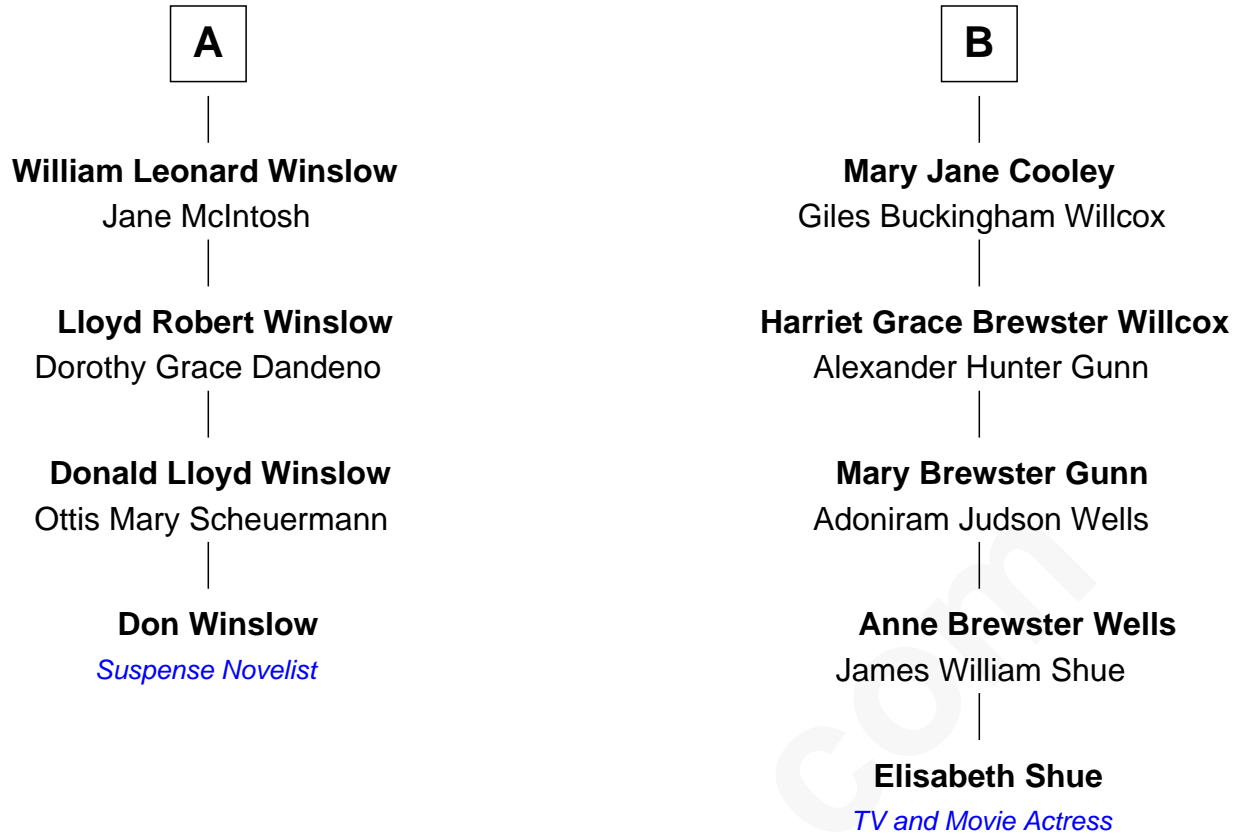 A
William Leonard Winslow
Jane McIntosh
Lloyd Robert Winslow
Dorothy Grace Dandeno
Donald Lloyd Winslow
Ottis Mary Scheuermann
Don Winslow
Suspense Novelist
B
Mary Jane Cooley
Giles Buckingham Willcox
Harriet Grace Brewster Willcox
Alexander Hunter Gunn
Mary Brewster Gunn
Adoniram Judson Wells
Anne Brewster Wells
James William Shue
Elisabeth Shue
TV and Movie Actress
com